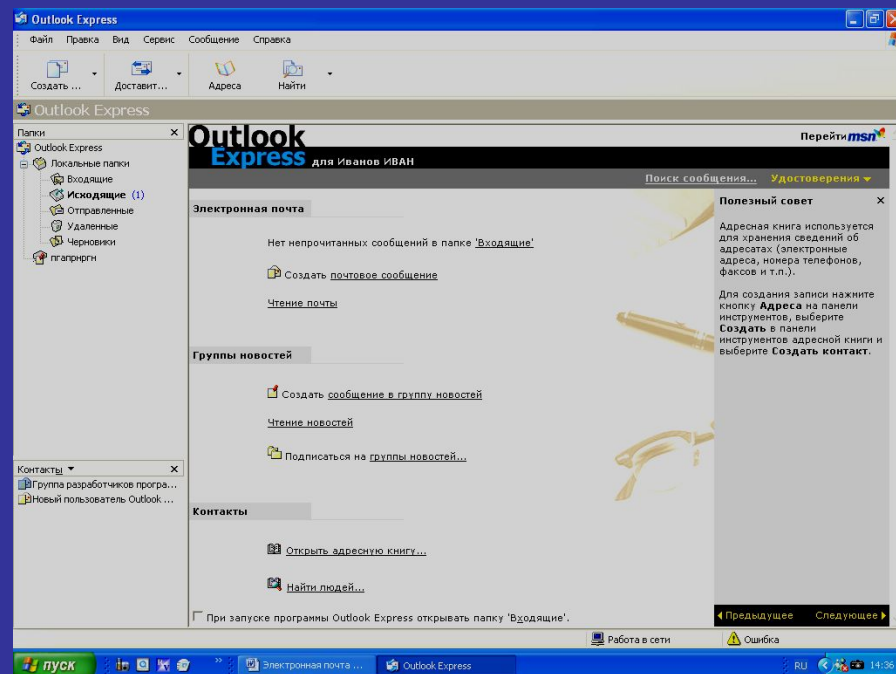 Outlook Express
Файл Правка Вид Сервис Сообщение Справка
Создать ... Доставит... Адреса Найти
Outlook Express
Папки
Outlook Express
Локальные папки
Входящие
Исходящие (1)
Отправленные
Удаленные
Черновики
пгапрнргн
Контакты
Группа разработчиков програ...
Новый пользователь Outlook ...
Outlook
Express для Иванов ИВАН
Перейти msn
Поиск сообщения... Удостоверения
Электронная почта
Нет непрочитанных сообщений в папке 'Входящие'
Создать почтовое сообщение
Чтение почты
Группы новостей
Создать сообщение в группу новостей
Чтение новостей
Подписаться на группы новостей...
Контакты
Открыть адресную книгу...
Найти людей...
При запуске программы Outlook Express открывать папку 'Входящие'.
Полезный совет
Адресная книга используется
для хранения сведений об
адресатах (электронные
адреса, номера телефонов,
факсов и т.п.).
Для создания записи нажмите
кнопку Адреса на панели
инструментов, выберите
Создать в панели
инструментов адресной книги и
выберите Создать контакт.
Предыдущее Следующее
Работа в сети Ошибка
пуск » Электронная почта ... Outlook Express RU 14:36